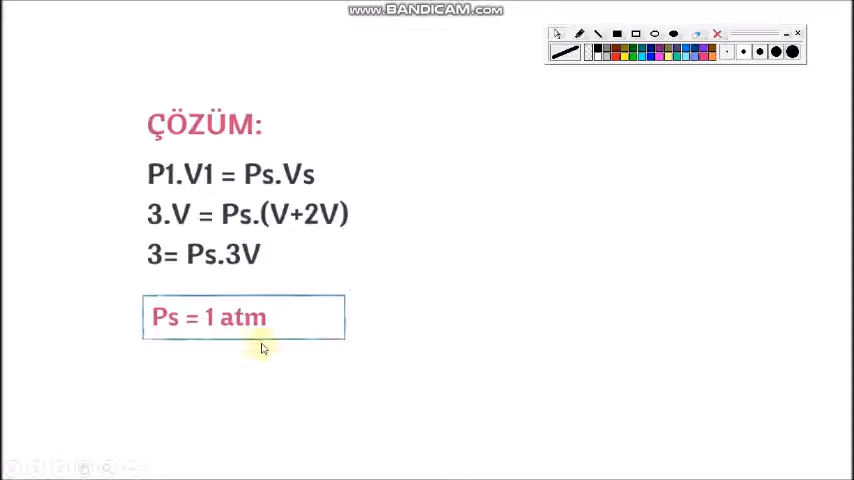 www.BANDICAM.com
ÇÖZÜM:
P1.V1 = Ps.Vs
3.V = Ps.(V+2V)
3= Ps.3V
Ps = 1 atm